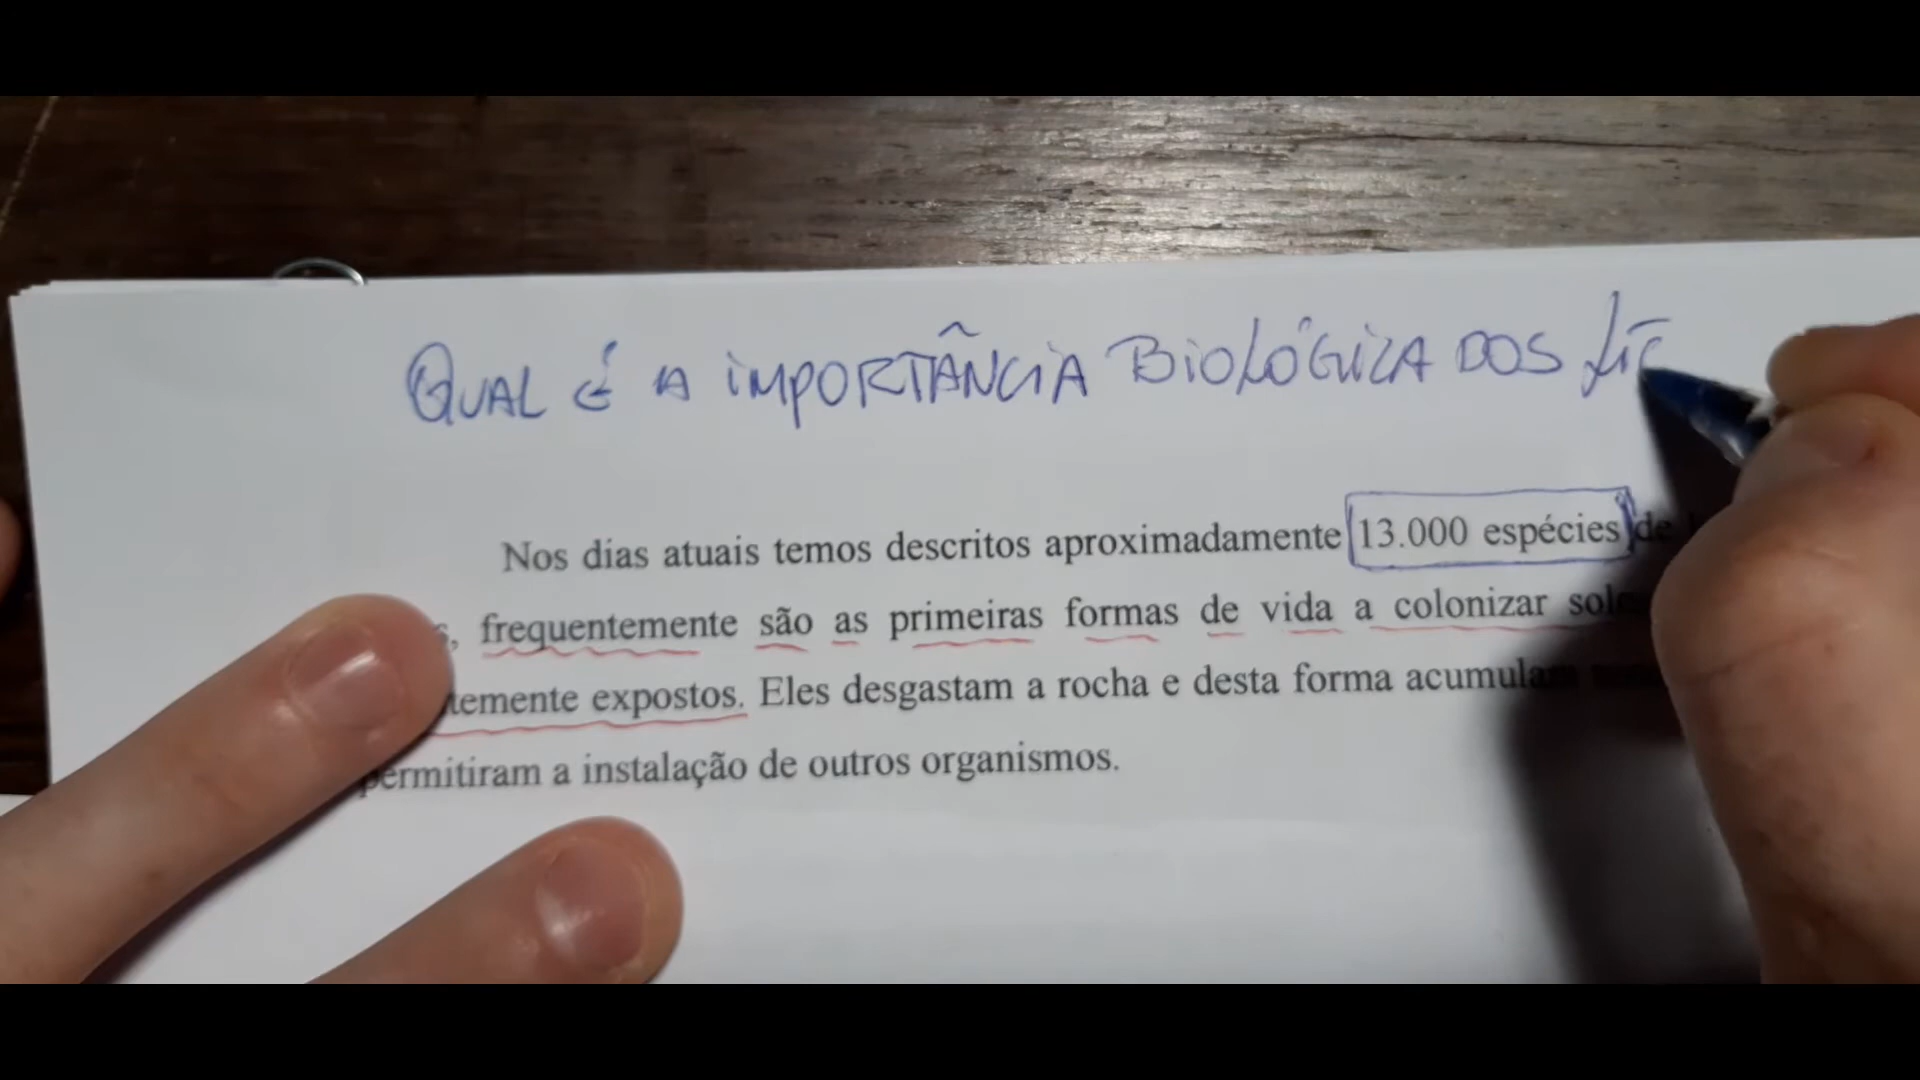 QUAL É A IMPORTÂNCIA BIOLÓGICA DOS
Nos dias atuais temos descritos aproximadamente 13.000 espécies de
frequentemente são as primeiras formas de vida a colonizar
expostos. Eles desgastam a rocha e desta forma
permitiram a instalação de outros organismos.